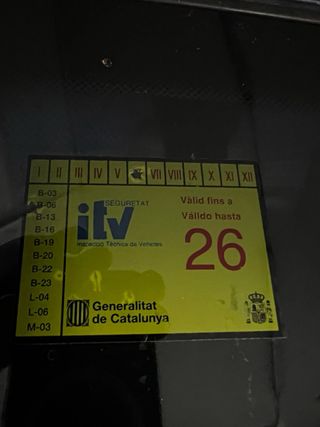 I II III IV V VII VIII IX X XI XII
B-03
B-06
B-13
B-16
B-19
B-20
B-22
B-23
L-04
L-06
M-03
SEGURETAT
itv
Inspecció Tècnica de Vehicles
Vàlid fins a
Válido hasta
26
Generalitat
de Catalunya